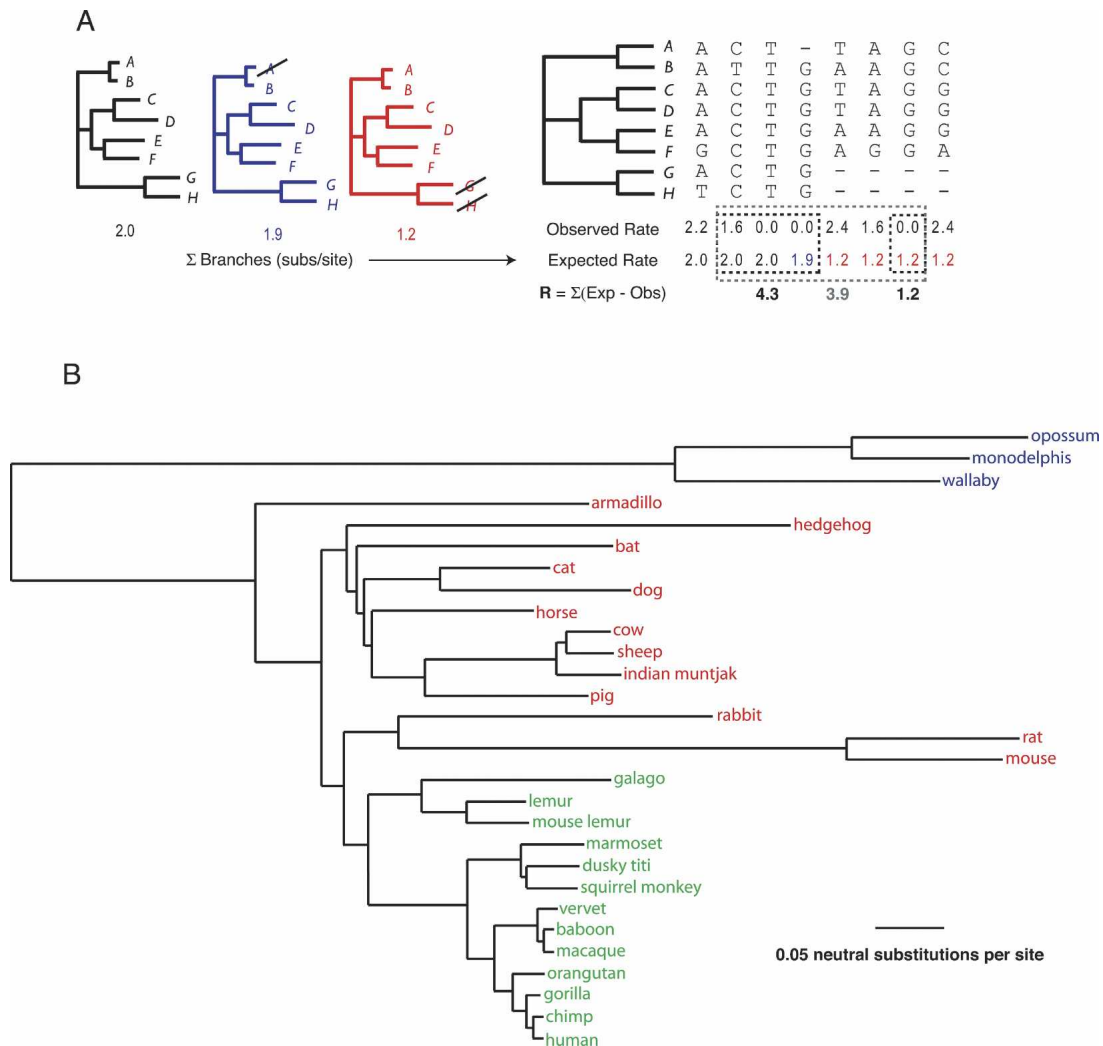 A
A
B
C
D
E
F
G
H
2.0
A
B
C
D
E
F
G
H
1.9
A
B
C
D
E
F
G
H
1.2
Σ Branches (subs/site)
A A C T - T A G C
B A T T G A A G C
C A C T G T A G G
D A C T G T A G G
E A C T G A A G G
F G C T G A G G A
G A C T G - - - -
H T C T G - - - -
Observed Rate 2.2 1.6 0.0 0.0 2.4 1.6 0.0 2.4
Expected Rate 2.0 2.0 2.0 1.9 1.2 1.2 1.2 1.2
R = Σ(Exp - Obs) 4.3 3.9 1.2
B
opossum
monodelphis
wallaby
armadillo
hedgehog
bat
cat
dog
horse
cow
sheep
indian muntjak
pig
rabbit
rat
mouse
galago
lemur
mouse lemur
marmoset
dusky titi
squirrel monkey
vervet
baboon
macaque
orangutan
gorilla
chimp
human
0.05 neutral substitutions per site